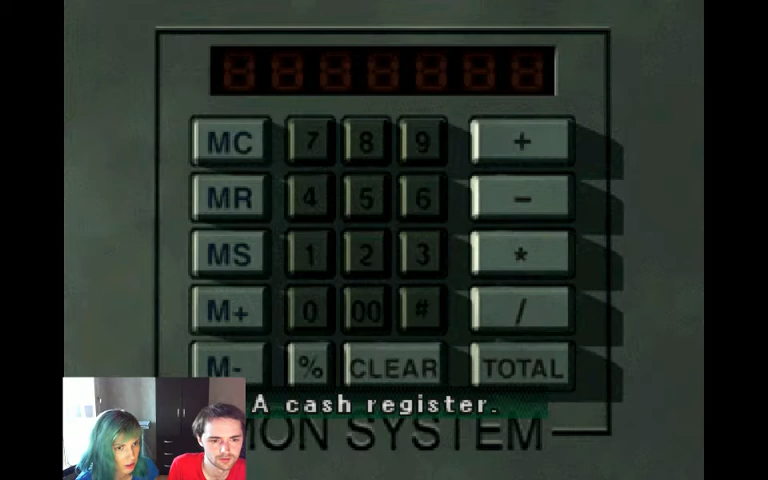 8888888
MC 7 8 9 +
MR 4 5 6 -
MS 1 2 3 *
M+ 0 00 # /
M- % CLEAR TOTAL
A cash register.
SYSTEM